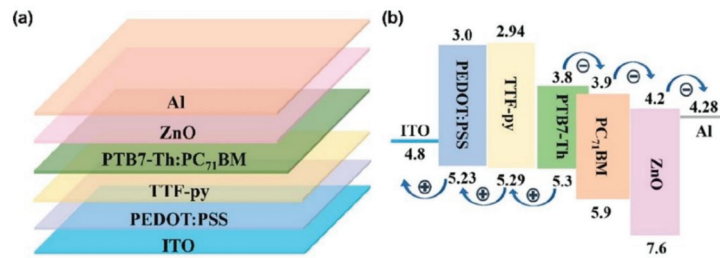 (a)
Al
ZnO
PTB7-Th:PC₇₁BM
TTF-py
PEDOT:PSS
ITO
(b)
3.0
2.94
3.8
3.9
4.2
4.28
Al
ITO
4.8
PEDOT:PSS
TTF-py
PTB7-Th
PC₇₁BM
ZnO
5.23
5.29
5.3
5.9
7.6